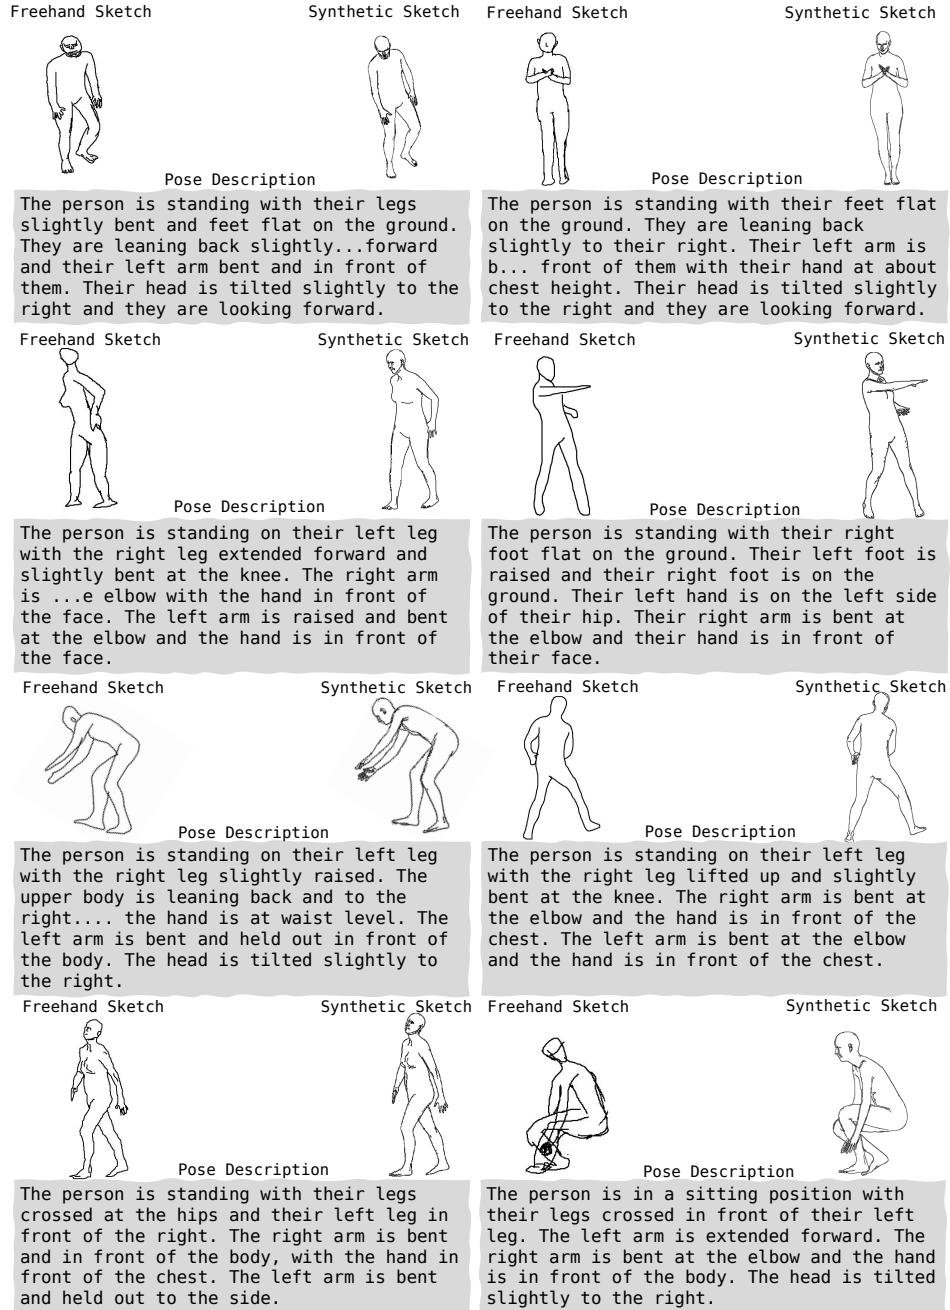 Freehand Sketch
Synthetic Sketch
Pose Description
The person is standing with their legs
slightly bent and feet flat on the ground.
They are leaning back slightly...forward
and their left arm bent and in front of
them. Their head is tilted slightly to the
right and they are looking forward.
Freehand Sketch
Synthetic Sketch
Pose Description
The person is standing with their feet flat
on the ground. They are leaning back
slightly to their right. Their left arm is
b... front of them with their hand at about
chest height. Their head is tilted slightly
to the right and they are looking forward.
Freehand Sketch
Synthetic Sketch
Pose Description
The person is standing on their left leg
with the right leg extended forward and
slightly bent at the knee. The right arm
is ...e elbow with the hand in front of
the face. The left arm is raised and bent
at the elbow and the hand is in front of
the face.
Freehand Sketch
Synthetic Sketch
Pose Description
The person is standing with their right
foot flat on the ground. Their left foot is
raised and their right foot is on the
ground. Their left hand is on the left side
of their hip. Their right arm is bent at
the elbow and their hand is in front of
their face.
Freehand Sketch
Synthetic Sketch
Pose Description
The person is standing on their left leg
with the right leg slightly raised. The
upper body is leaning back and to the
right.... the hand is at waist level. The
left arm is bent and held out in front of
the body. The head is tilted slightly to
the right.
Freehand Sketch
Synthetic Sketch
Pose Description
The person is standing on their left leg
with the right leg lifted up and slightly
bent at the knee. The right arm is bent at
the elbow and the hand is in front of the
chest. The left arm is bent at the elbow
and the hand is in front of the chest.
Freehand Sketch
Synthetic Sketch
Pose Description
The person is standing with their legs
crossed at the hips and their left leg in
front of the right. The right arm is bent
and in front of the body, with the hand in
front of the chest. The left arm is bent
and held out to the side.
Freehand Sketch
Synthetic Sketch
Pose Description
The person is in a sitting position with
their legs crossed in front of their left
leg. The left arm is extended forward. The
right arm is bent at the elbow and the hand
is in front of the body. The head is tilted
slightly to the right.